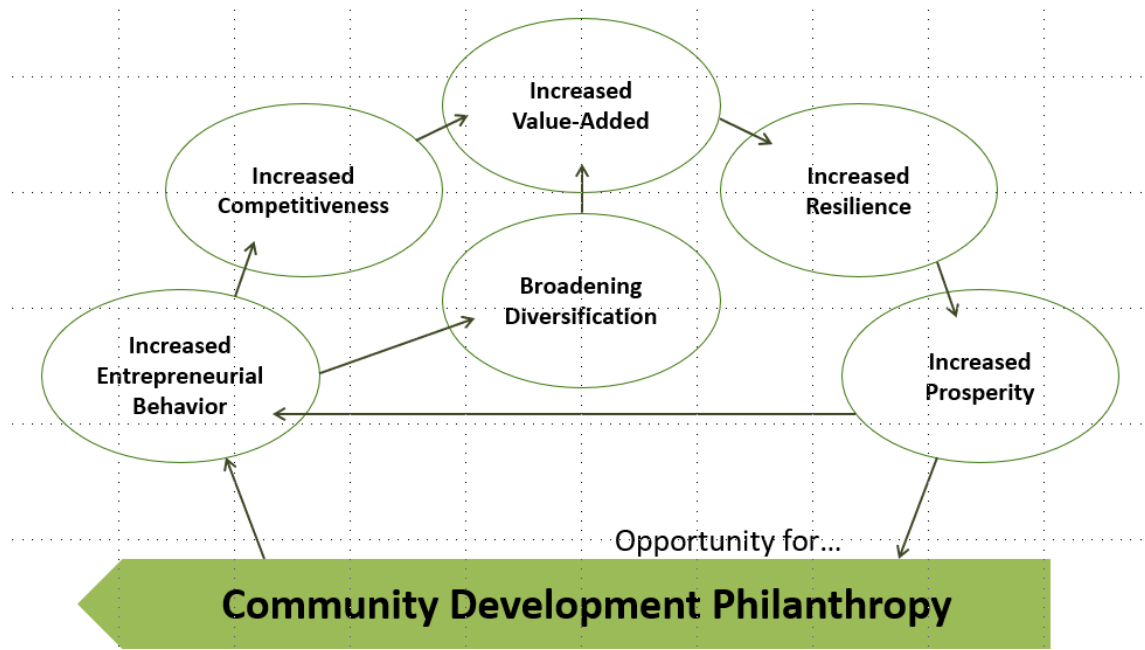 Increased
Value-Added
Increased
Competitiveness
Increased
Resilience
Broadening
Diversification
Increased
Entrepreneurial
Behavior
Increased
Prosperity
Opportunity for...
Community Development Philanthropy